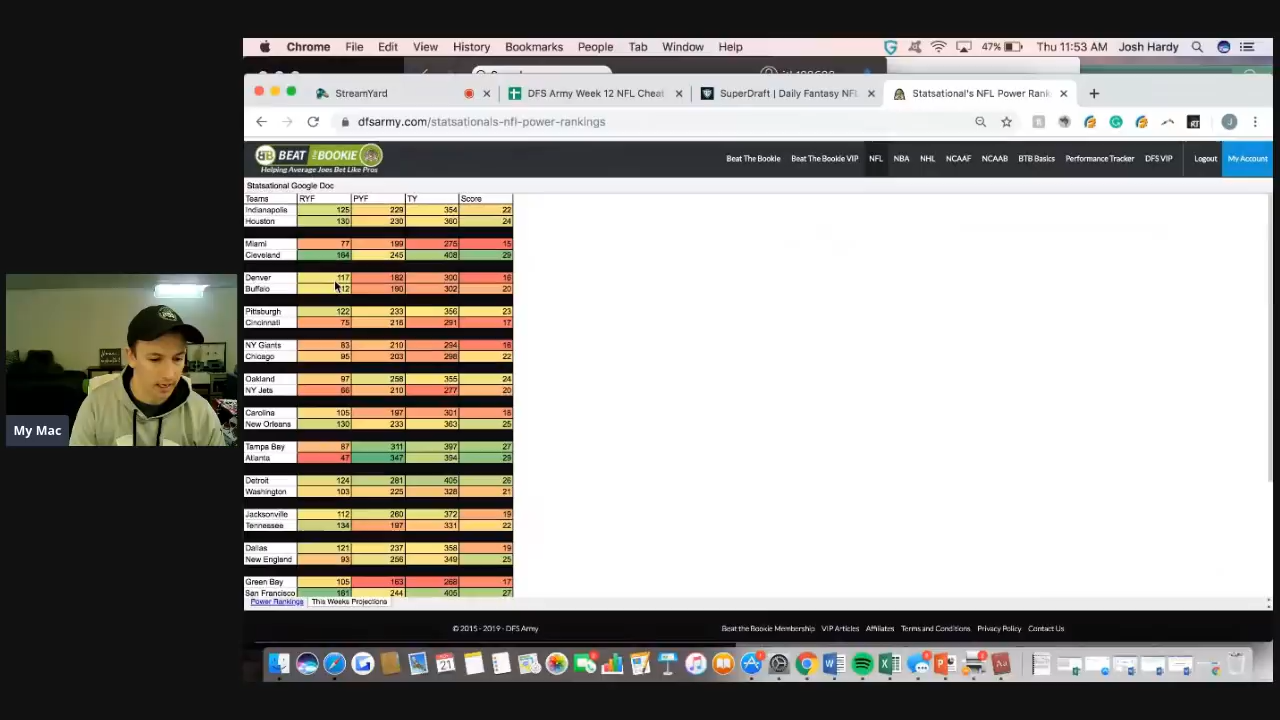 Chrome File Edit View History Bookmarks People Tab Window Help 47% Thu 11:53 AM Josh Hardy
StreamYard DFS Army Week 12 NFL Cheat SuperDraft | Daily Fantasy NFL Statsational's NFL Power Rank
dfsarmy.com/statsationals-nfl-power-rankings
BEAT THE BOOKIE
Helping Average Joes Bet Like Pros
Beat The Bookie Beat The Bookie VIP NFL NBA NHL NCAAF NCAAB BTB Basics Performance Tracker DFS VIP Logout My Account
Statsational Google Doc
Teams RYF PYF TY Score
Indianapolis 125 229 354 22
Houston 130 230 360 24
Miami 77 199 275 15
Cleveland 164 245 408 29
Denver 117 182 300 16
Buffalo 112 190 302 20
Pittsburgh 122 233 356 23
Cincinnati 75 216 291 17
NY Giants 83 210 294 18
Chicago 95 203 298 22
Oakland 97 258 355 24
NY Jets 66 210 277 20
Carolina 105 197 301 18
New Orleans 130 233 363 25
Tampa Bay 87 311 397 27
Atlanta 47 347 394 29
Detroit 124 281 405 26
Washington 103 225 328 21
Jacksonville 112 260 372 19
Tennessee 134 197 331 22
Dallas 121 237 358 19
New England 93 256 349 25
Green Bay 105 163 268 17
San Francisco 161 244 405 27
Power Rankings This Weeks Projections
© 2015 - 2019 - DFS Army Beat the Bookie Membership VIP Articles Affiliates Terms and Conditions Privacy Policy Contact Us
My Mac